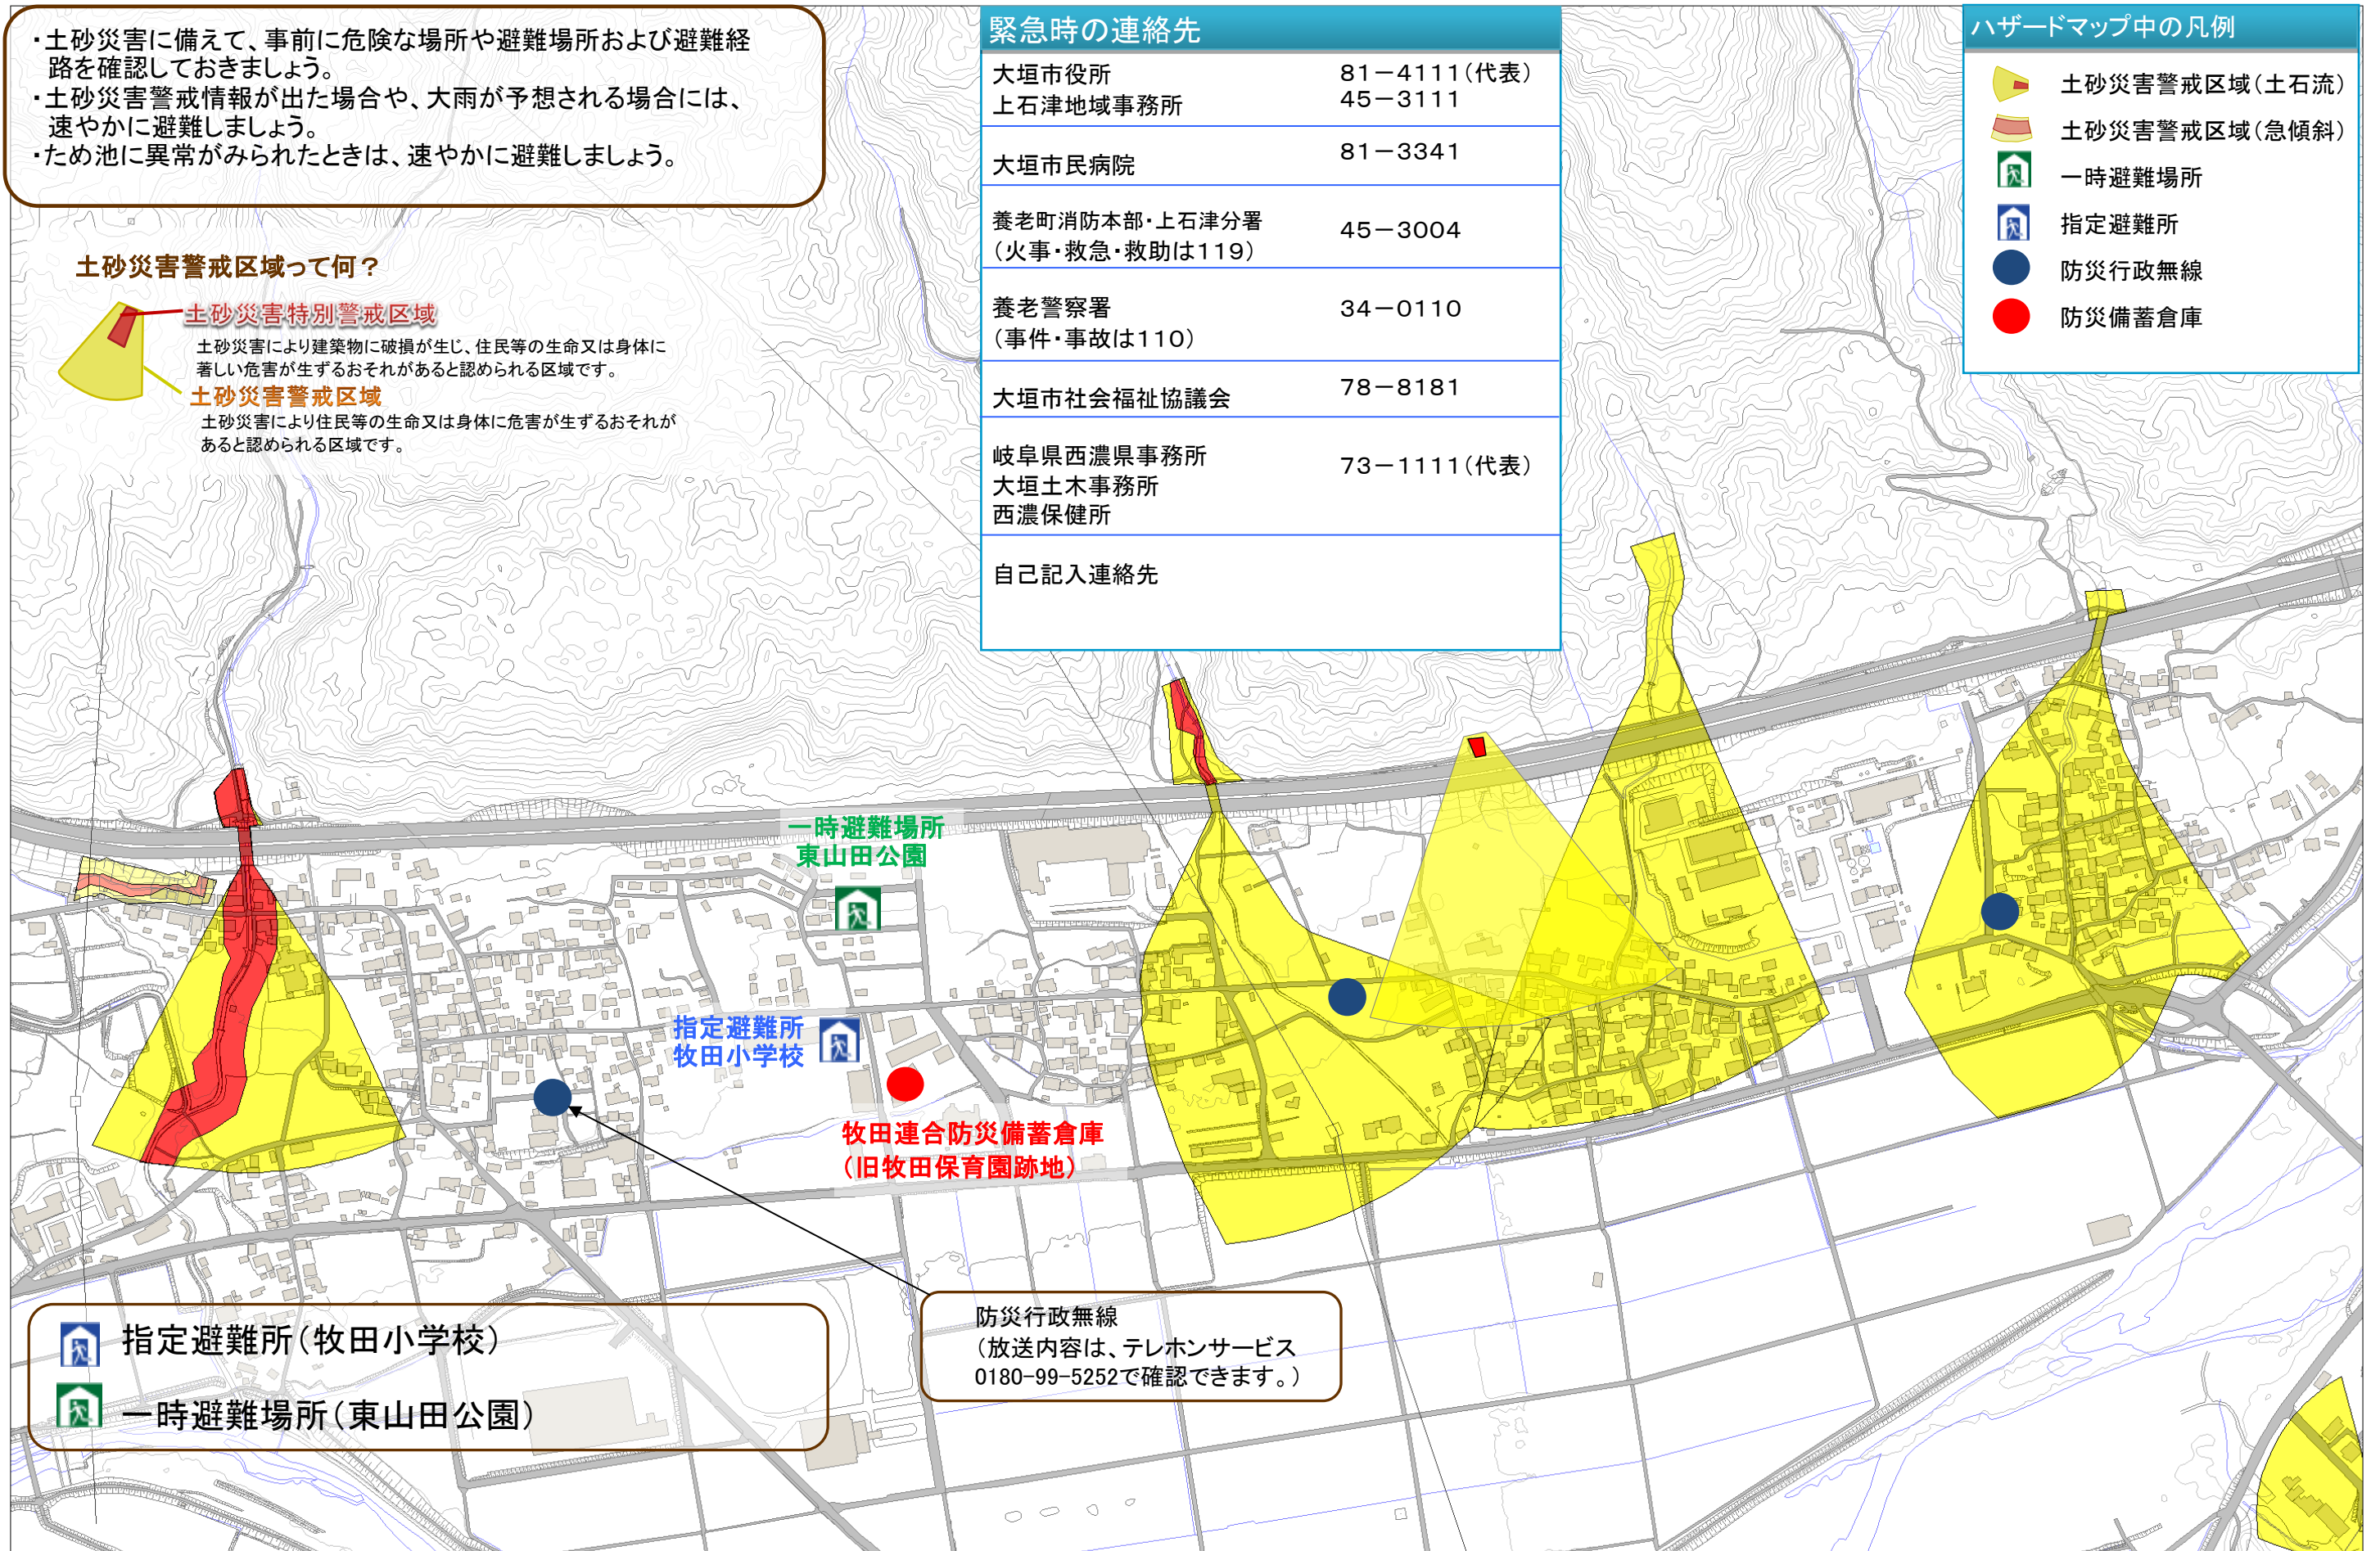 ・土砂災害に備えて、事前に危険な場所や避難場所および避難経
路を確認しておきましょう。
・土砂災害警戒情報が出た場合や、大雨が予想される場合には、
速やかに避難しましょう。
・ため池に異常がみられたときは、速やかに避難しましょう。
土砂災害警戒区域って何？
土砂災害特別警戒区域
土砂災害により建築物に破損が生じ、住民等の生命又は身体に
著しい危害が生ずるおそれがあると認められる区域です。
土砂災害警戒区域
土砂災害により住民等の生命又は身体に危害が生ずるおそれが
あると認められる区域です。
緊急時の連絡先
大垣市役所 81－4111（代表）
上石津地域事務所 45－3111
大垣市民病院 81－3341
養老町消防本部・上石津分署 45－3004
（火事・救急・救助は119）
養老警察署 34－0110
（事件・事故は110）
大垣市社会福祉協議会 78－8181
岐阜県西濃県事務所 73－1111（代表）
大垣土木事務所
西濃保健所
自己記入連絡先
ハザードマップ中の凡例
土砂災害警戒区域（土石流）
土砂災害警戒区域（急傾斜）
一時避難場所
指定避難所
防災行政無線
防災備蓄倉庫
一時避難場所
東山田公園
指定避難所
牧田小学校
牧田連合防災備蓄倉庫
（旧牧田保育園跡地）
防災行政無線
（放送内容は、テレホンサービス
0180-99-5252で確認できます。）
指定避難所（牧田小学校）
一時避難場所（東山田公園）